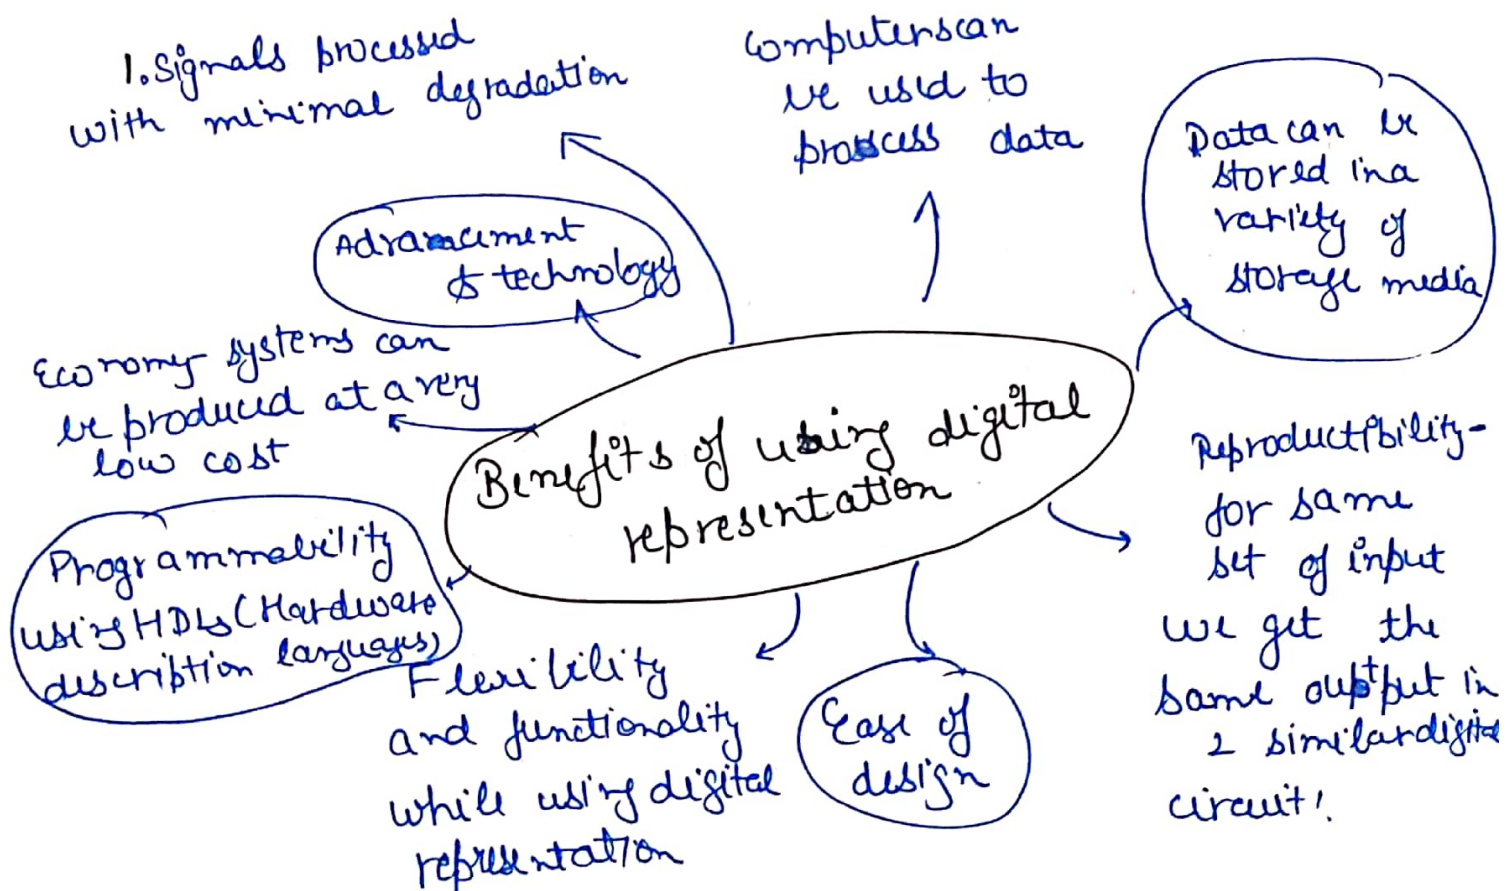 1. Signals processed
with minimal degradation
Computers can
be used to
process data
Data can be
stored in a
variety of
storage media
Advancement
& technology
Economy systems can
be produced at a very
low cost
Benefits of using digital
representation
Reproductibility-
for same
set of input
we get the
same output in
2 similar digital
circuit!
Programmability
using HDLs (Hardware
description languages)
Flexibility
and functionality
while using digital
representation
Ease of
design